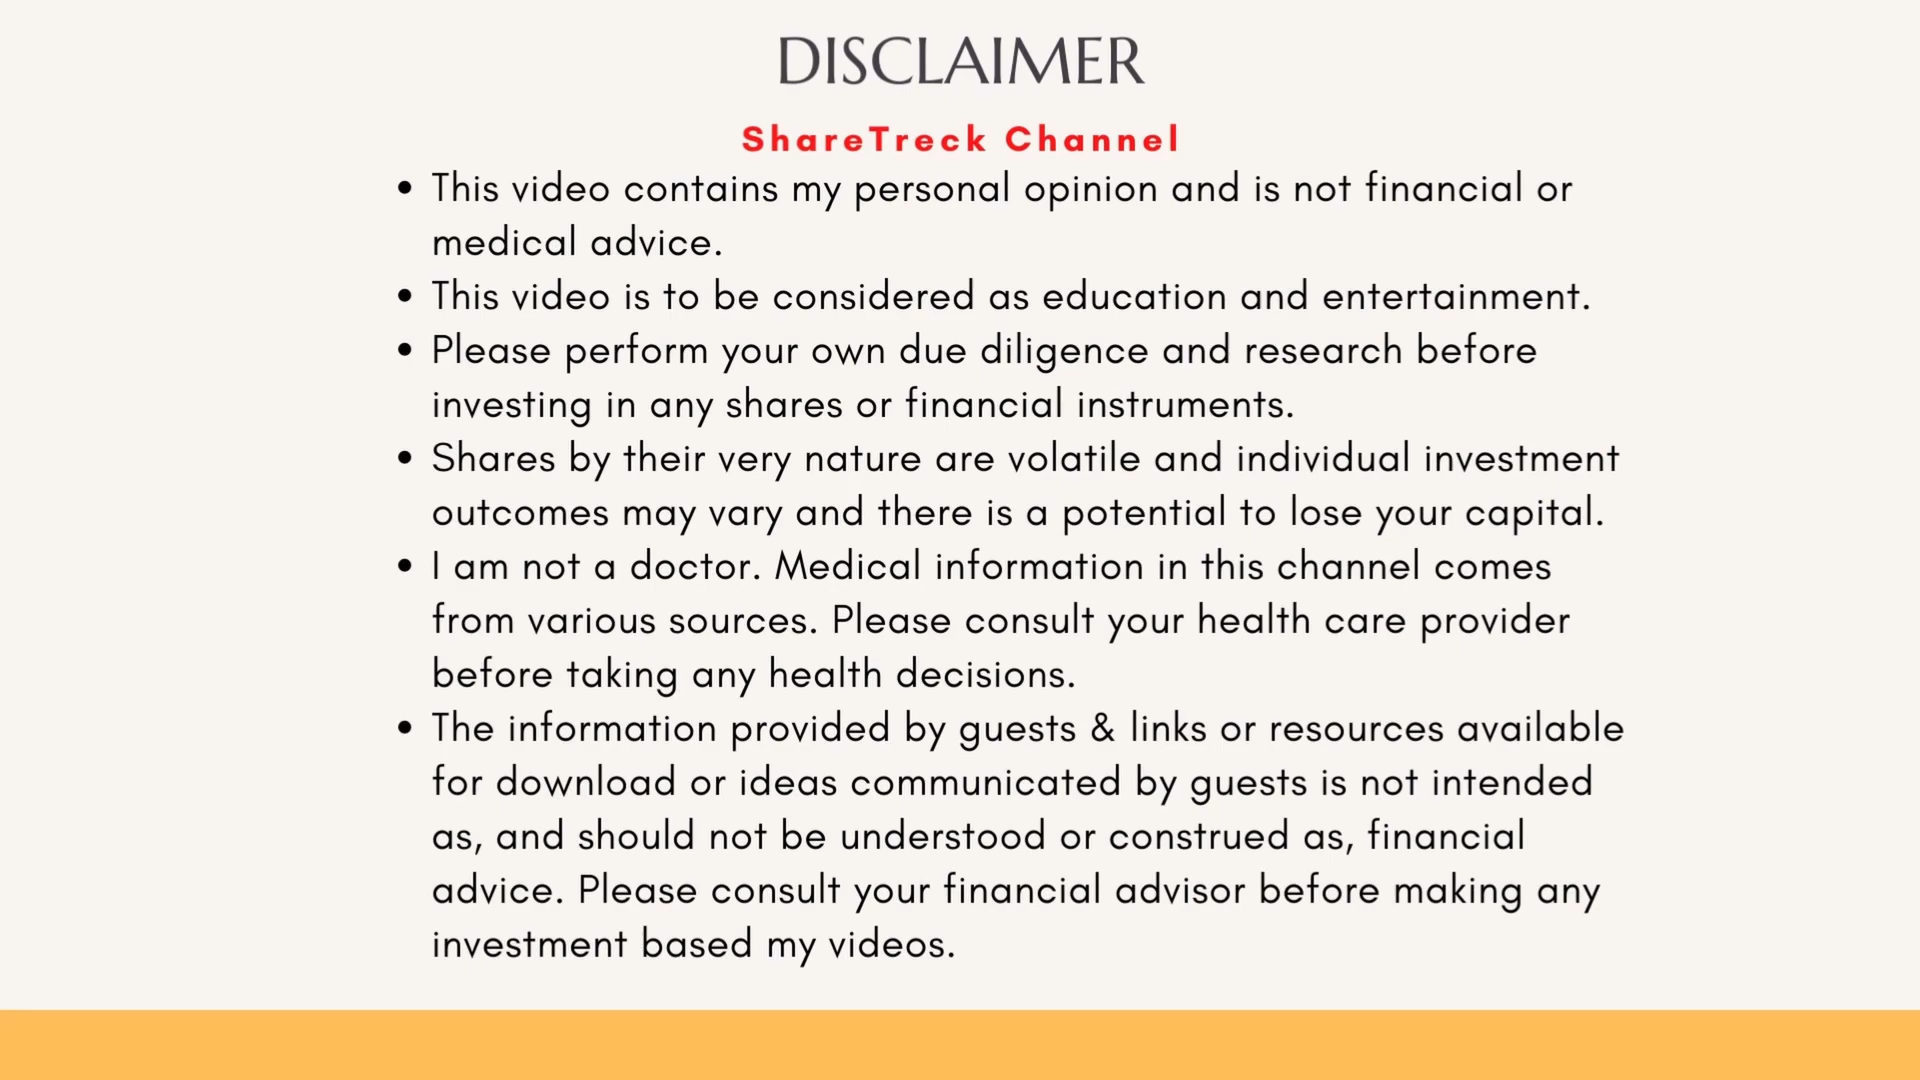 DISCLAIMER
ShareTreck Channel
• This video contains my personal opinion and is not financial or
medical advice.
• This video is to be considered as education and entertainment.
• Please perform your own due diligence and research before
investing in any shares or financial instruments.
• Shares by their very nature are volatile and individual investment
outcomes may vary and there is a potential to lose your capital.
• I am not a doctor. Medical information in this channel comes
from various sources. Please consult your health care provider
before taking any health decisions.
• The information provided by guests & links or resources available
for download or ideas communicated by guests is not intended
as, and should not be understood or construed as, financial
advice. Please consult your financial advisor before making any
investment based my videos.